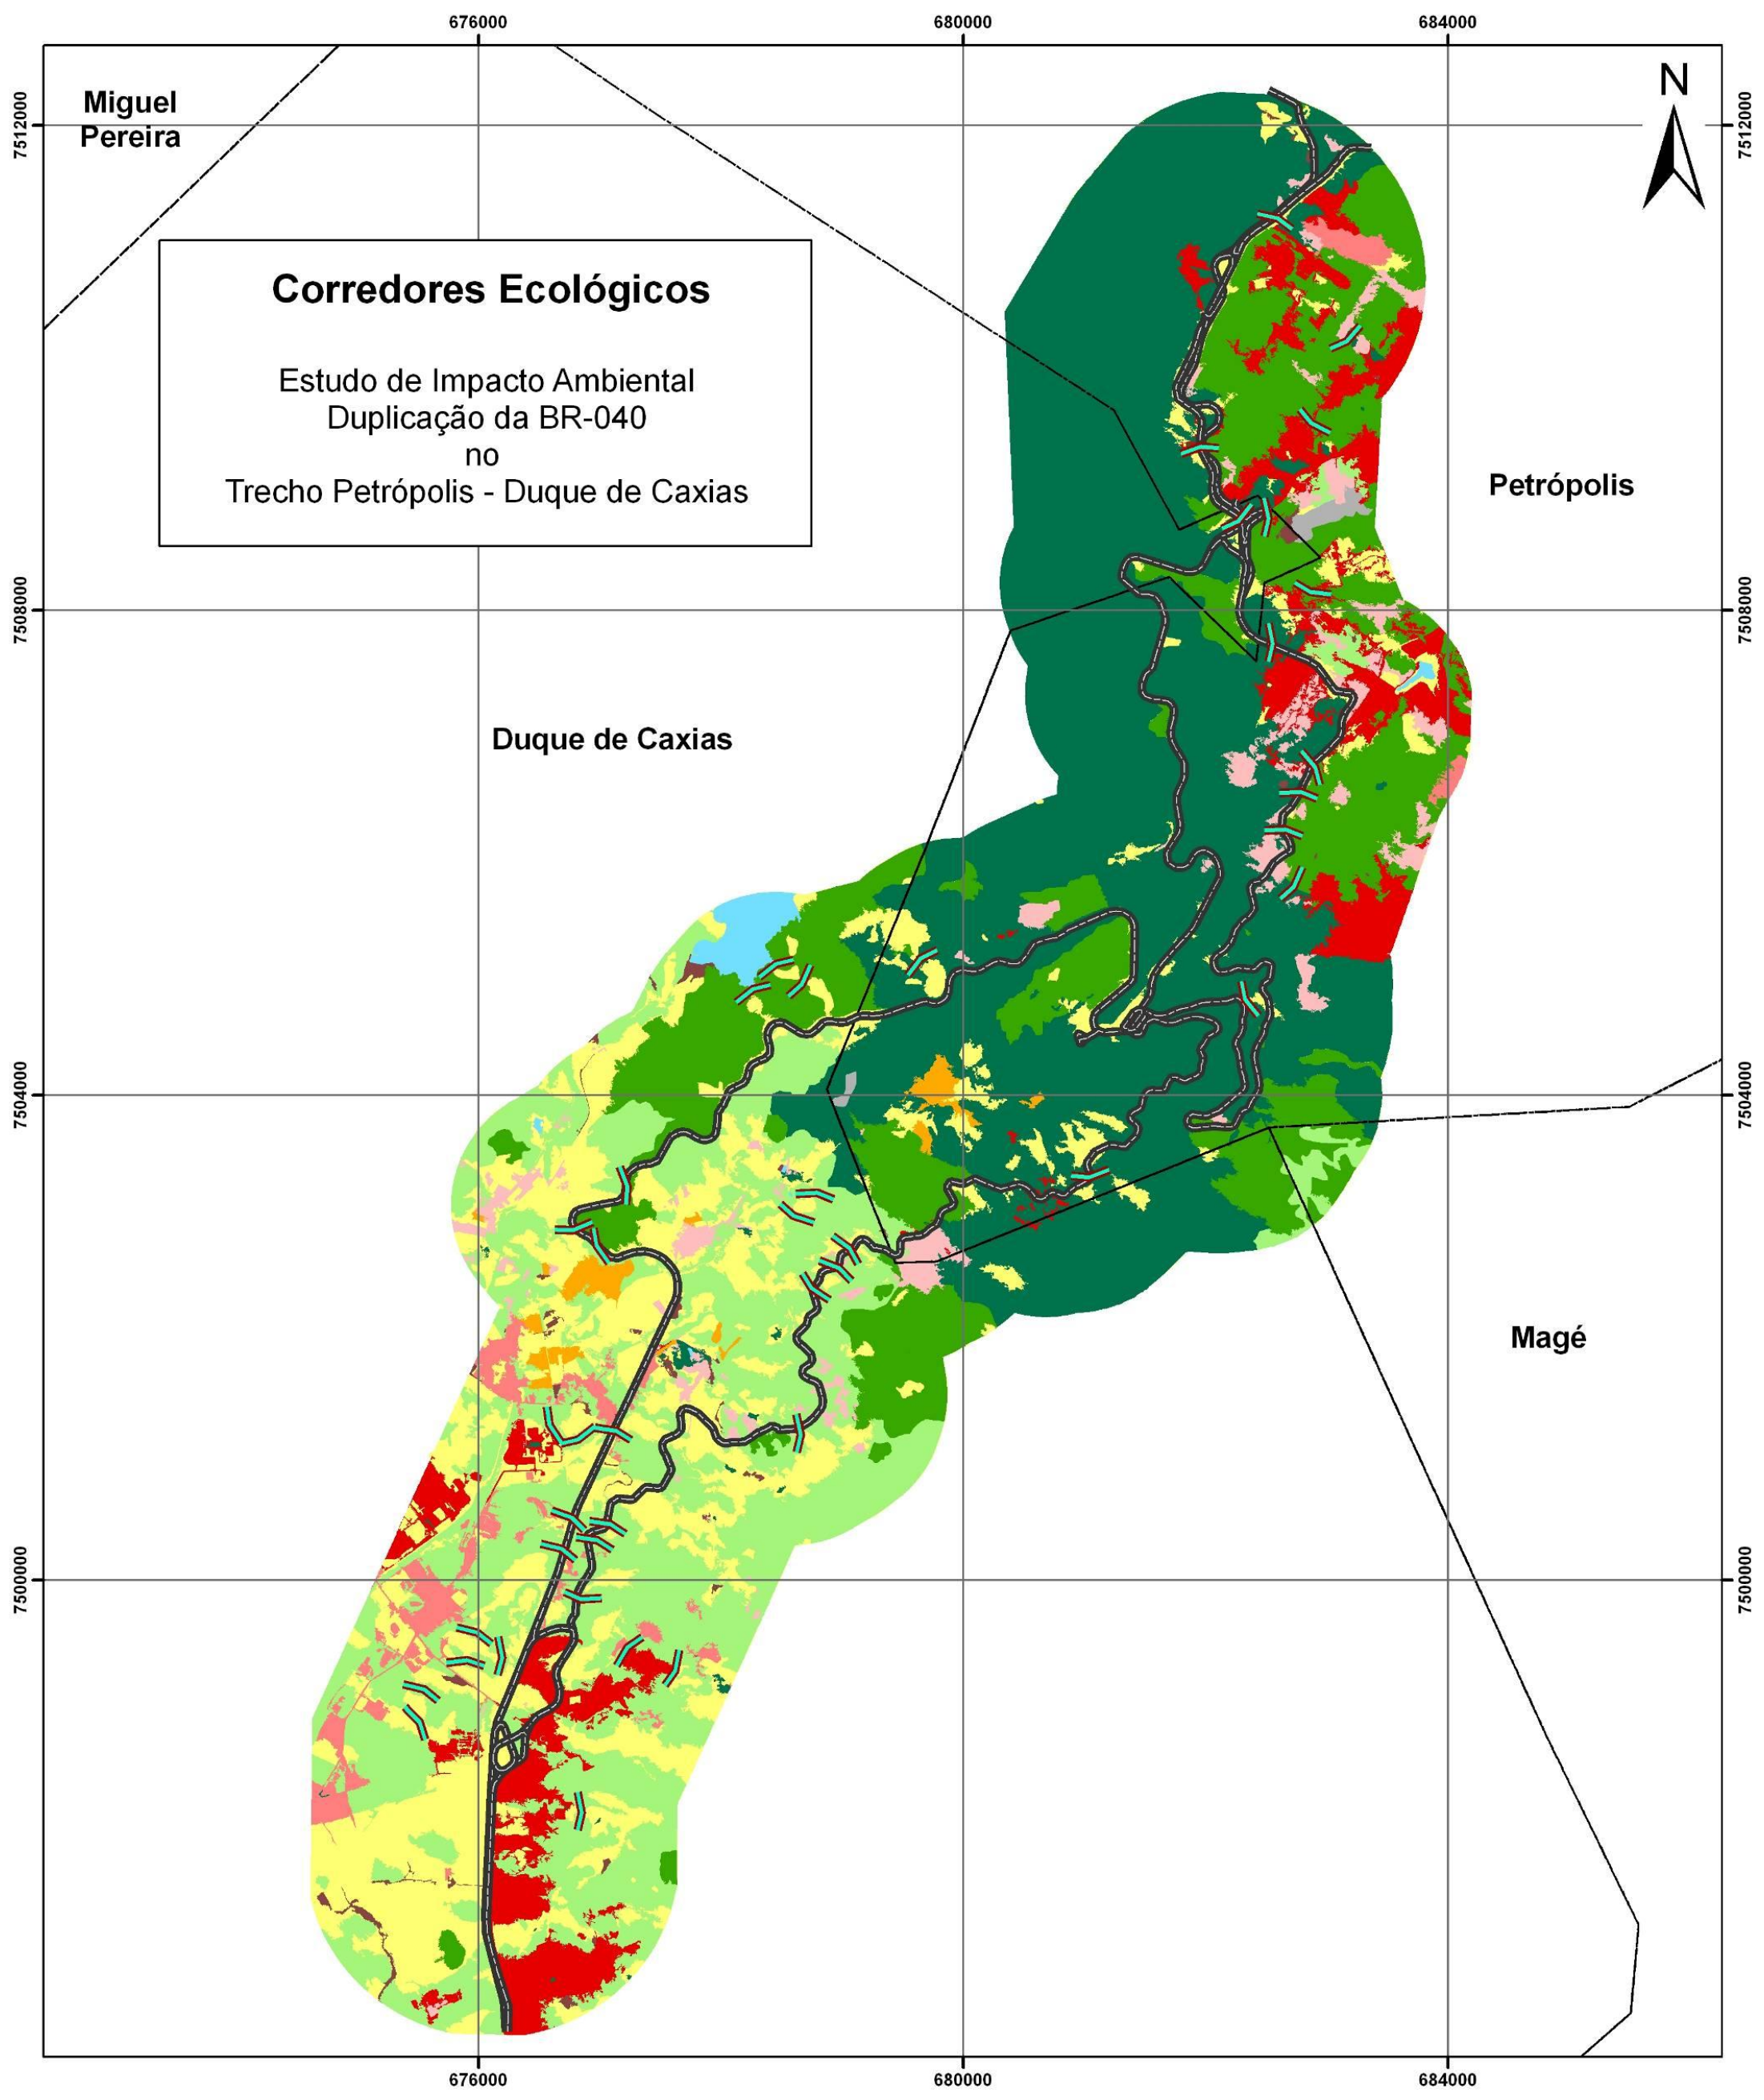 676000
680000
684000
N
7512000
7512000
Miguel
Pereira
Corredores Ecológicos
Estudo de Impacto Ambiental
Duplicação da BR-040
no
Trecho Petrópolis - Duque de Caxias
Petrópolis
7508000
7508000
Duque de Caxias
7504000
7504000
Magé
7500000
7500000
676000
680000
684000